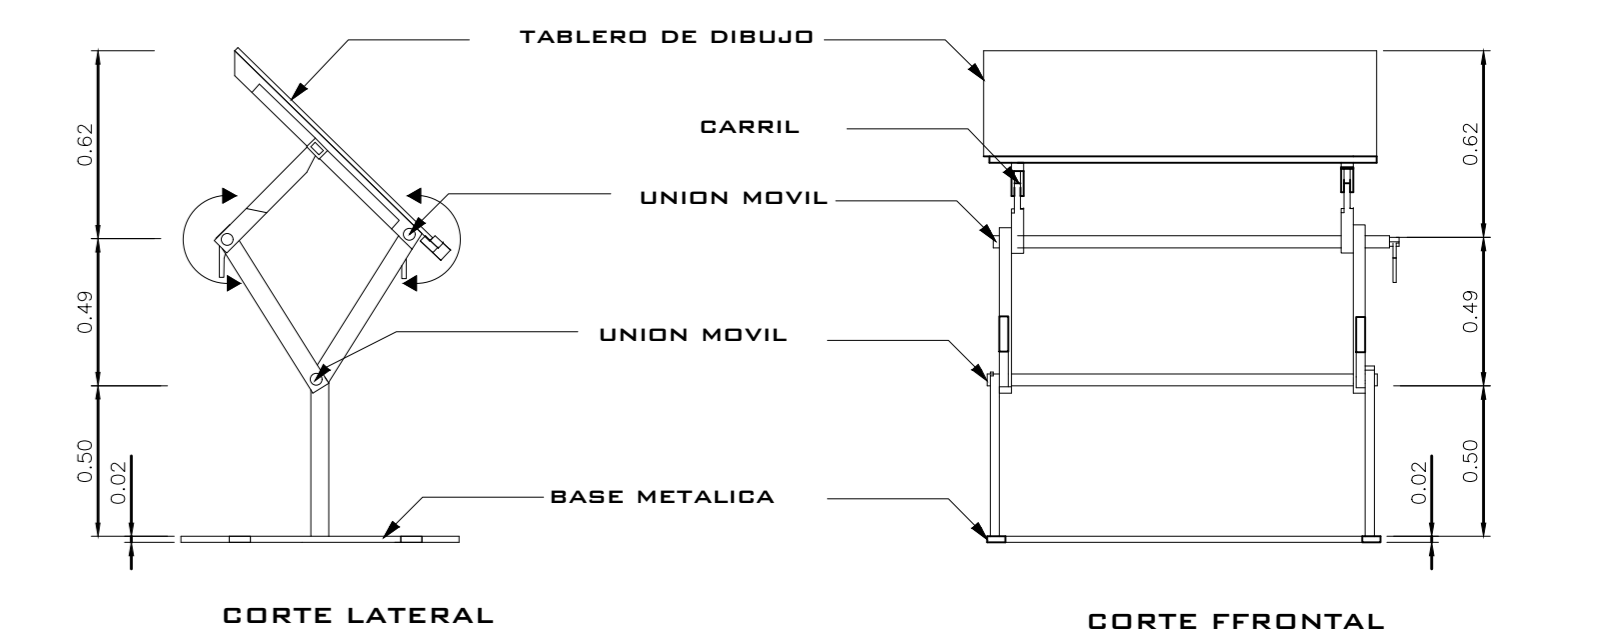 TABLERO DE DIBUJO
CARRIL
UNION MOVIL
UNION MOVIL
BASE METALICA
0.62
0.49
0.50
0.02
0.62
0.49
0.50
0.02
CORTE LATERAL
CORTE FFRONTAL